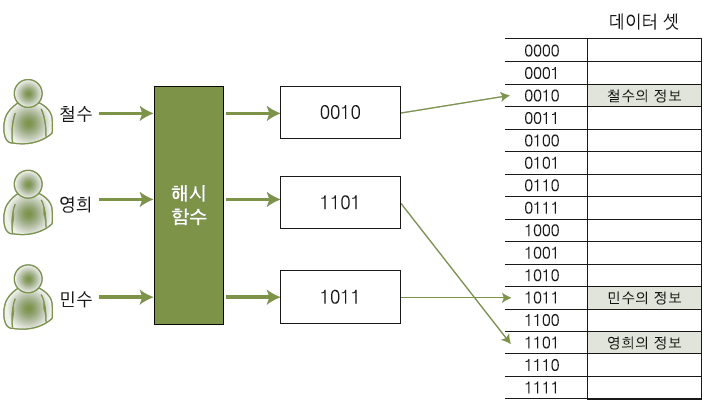 데이터 셋
철수
영희
민수
해시
함수
0010
1101
1011
0000
0001
0010 철수의 정보
0011
0100
0101
0110
0111
1000
1001
1010
1011 민수의 정보
1100
1101 영희의 정보
1110
1111